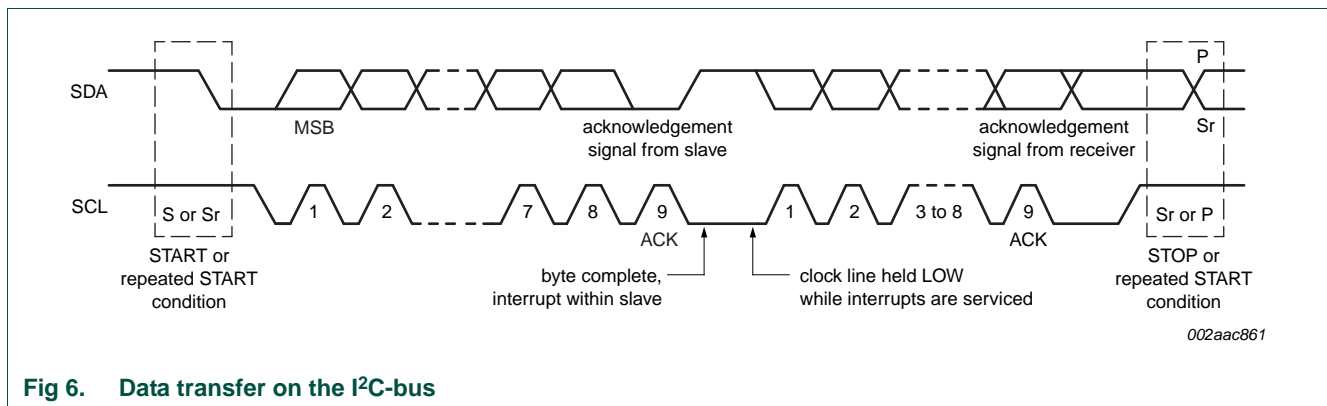 P
SDA
MSB
acknowledgement
signal from slave
acknowledgement
signal from receiver
Sr
SCL
S or Sr
1
2
7
8
9
1
2
3 to 8
9
Sr or P
ACK
ACK
START or
repeated START
condition
byte complete,
interrupt within slave
clock line held LOW
while interrupts are serviced
STOP or
repeated START
condition
002aac861
Fig 6. Data transfer on the I²C-bus